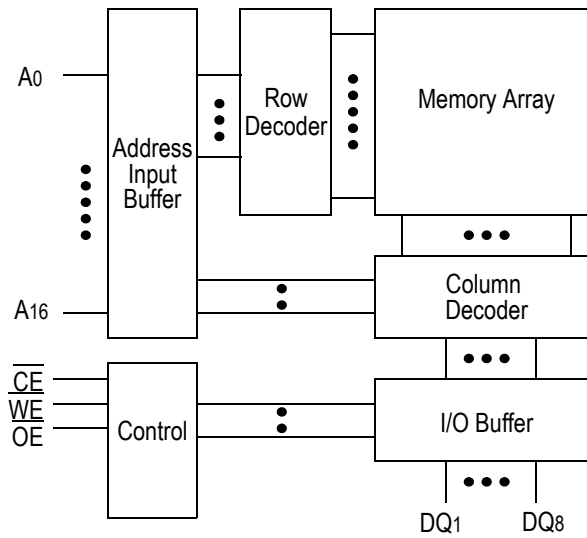 A0
Row
Decoder
Memory Array
Address
Input
Buffer
A16
Column
Decoder
CE
WE
OE
Control
I/O Buffer
DQ1
DQ8